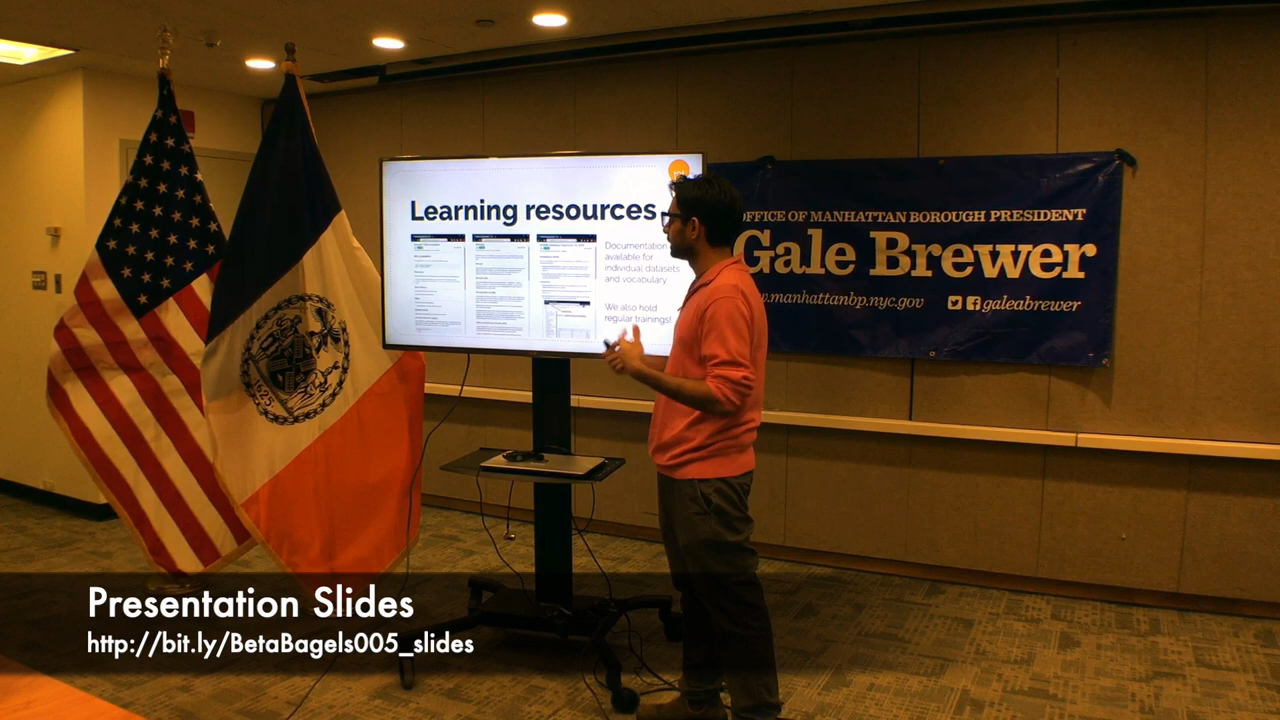 Learning resources
Documentation
available for
individual datasets
and vocabulary
We also hold
regular trainings!
OFFICE OF MANHATTAN BOROUGH PRESIDENT
Gale Brewer
.manhattanbp.nyc.gov
galeabrewer
1625
Presentation Slides
http://bit.ly/BetaBagels005_slides